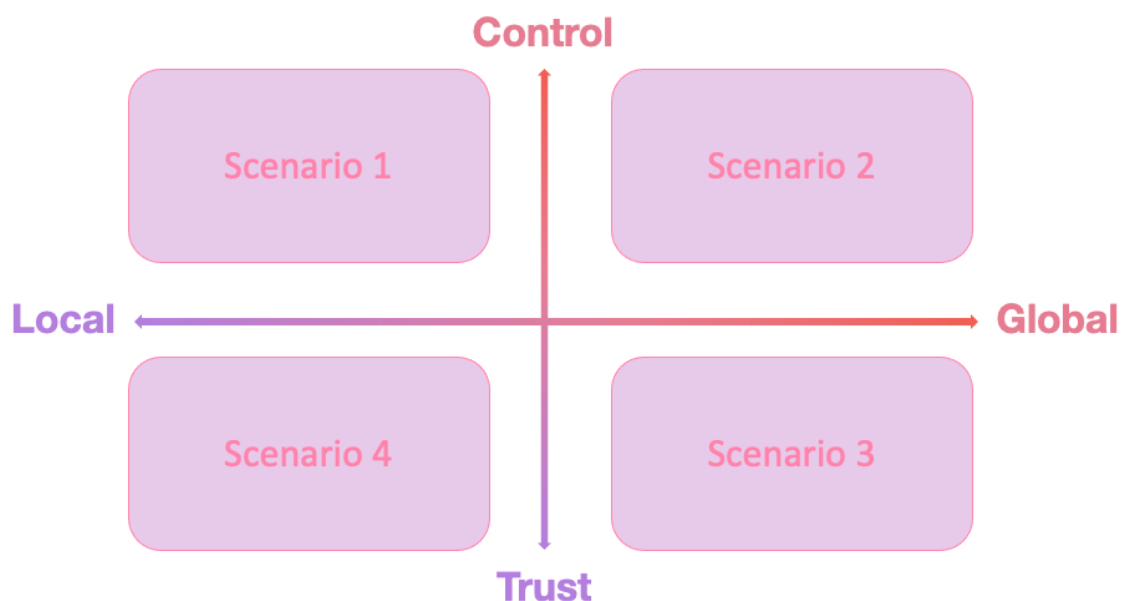 Control
Scenario 1
Scenario 2
Local
Global
Scenario 4
Scenario 3
Trust